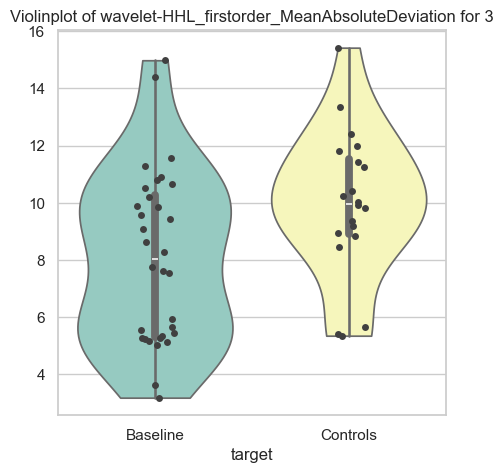 Violinplot of wavelet-HHL_firstorder_MeanAbsoluteDeviation for 3
16
14
12
10
8
6
4
Baseline Controls
target